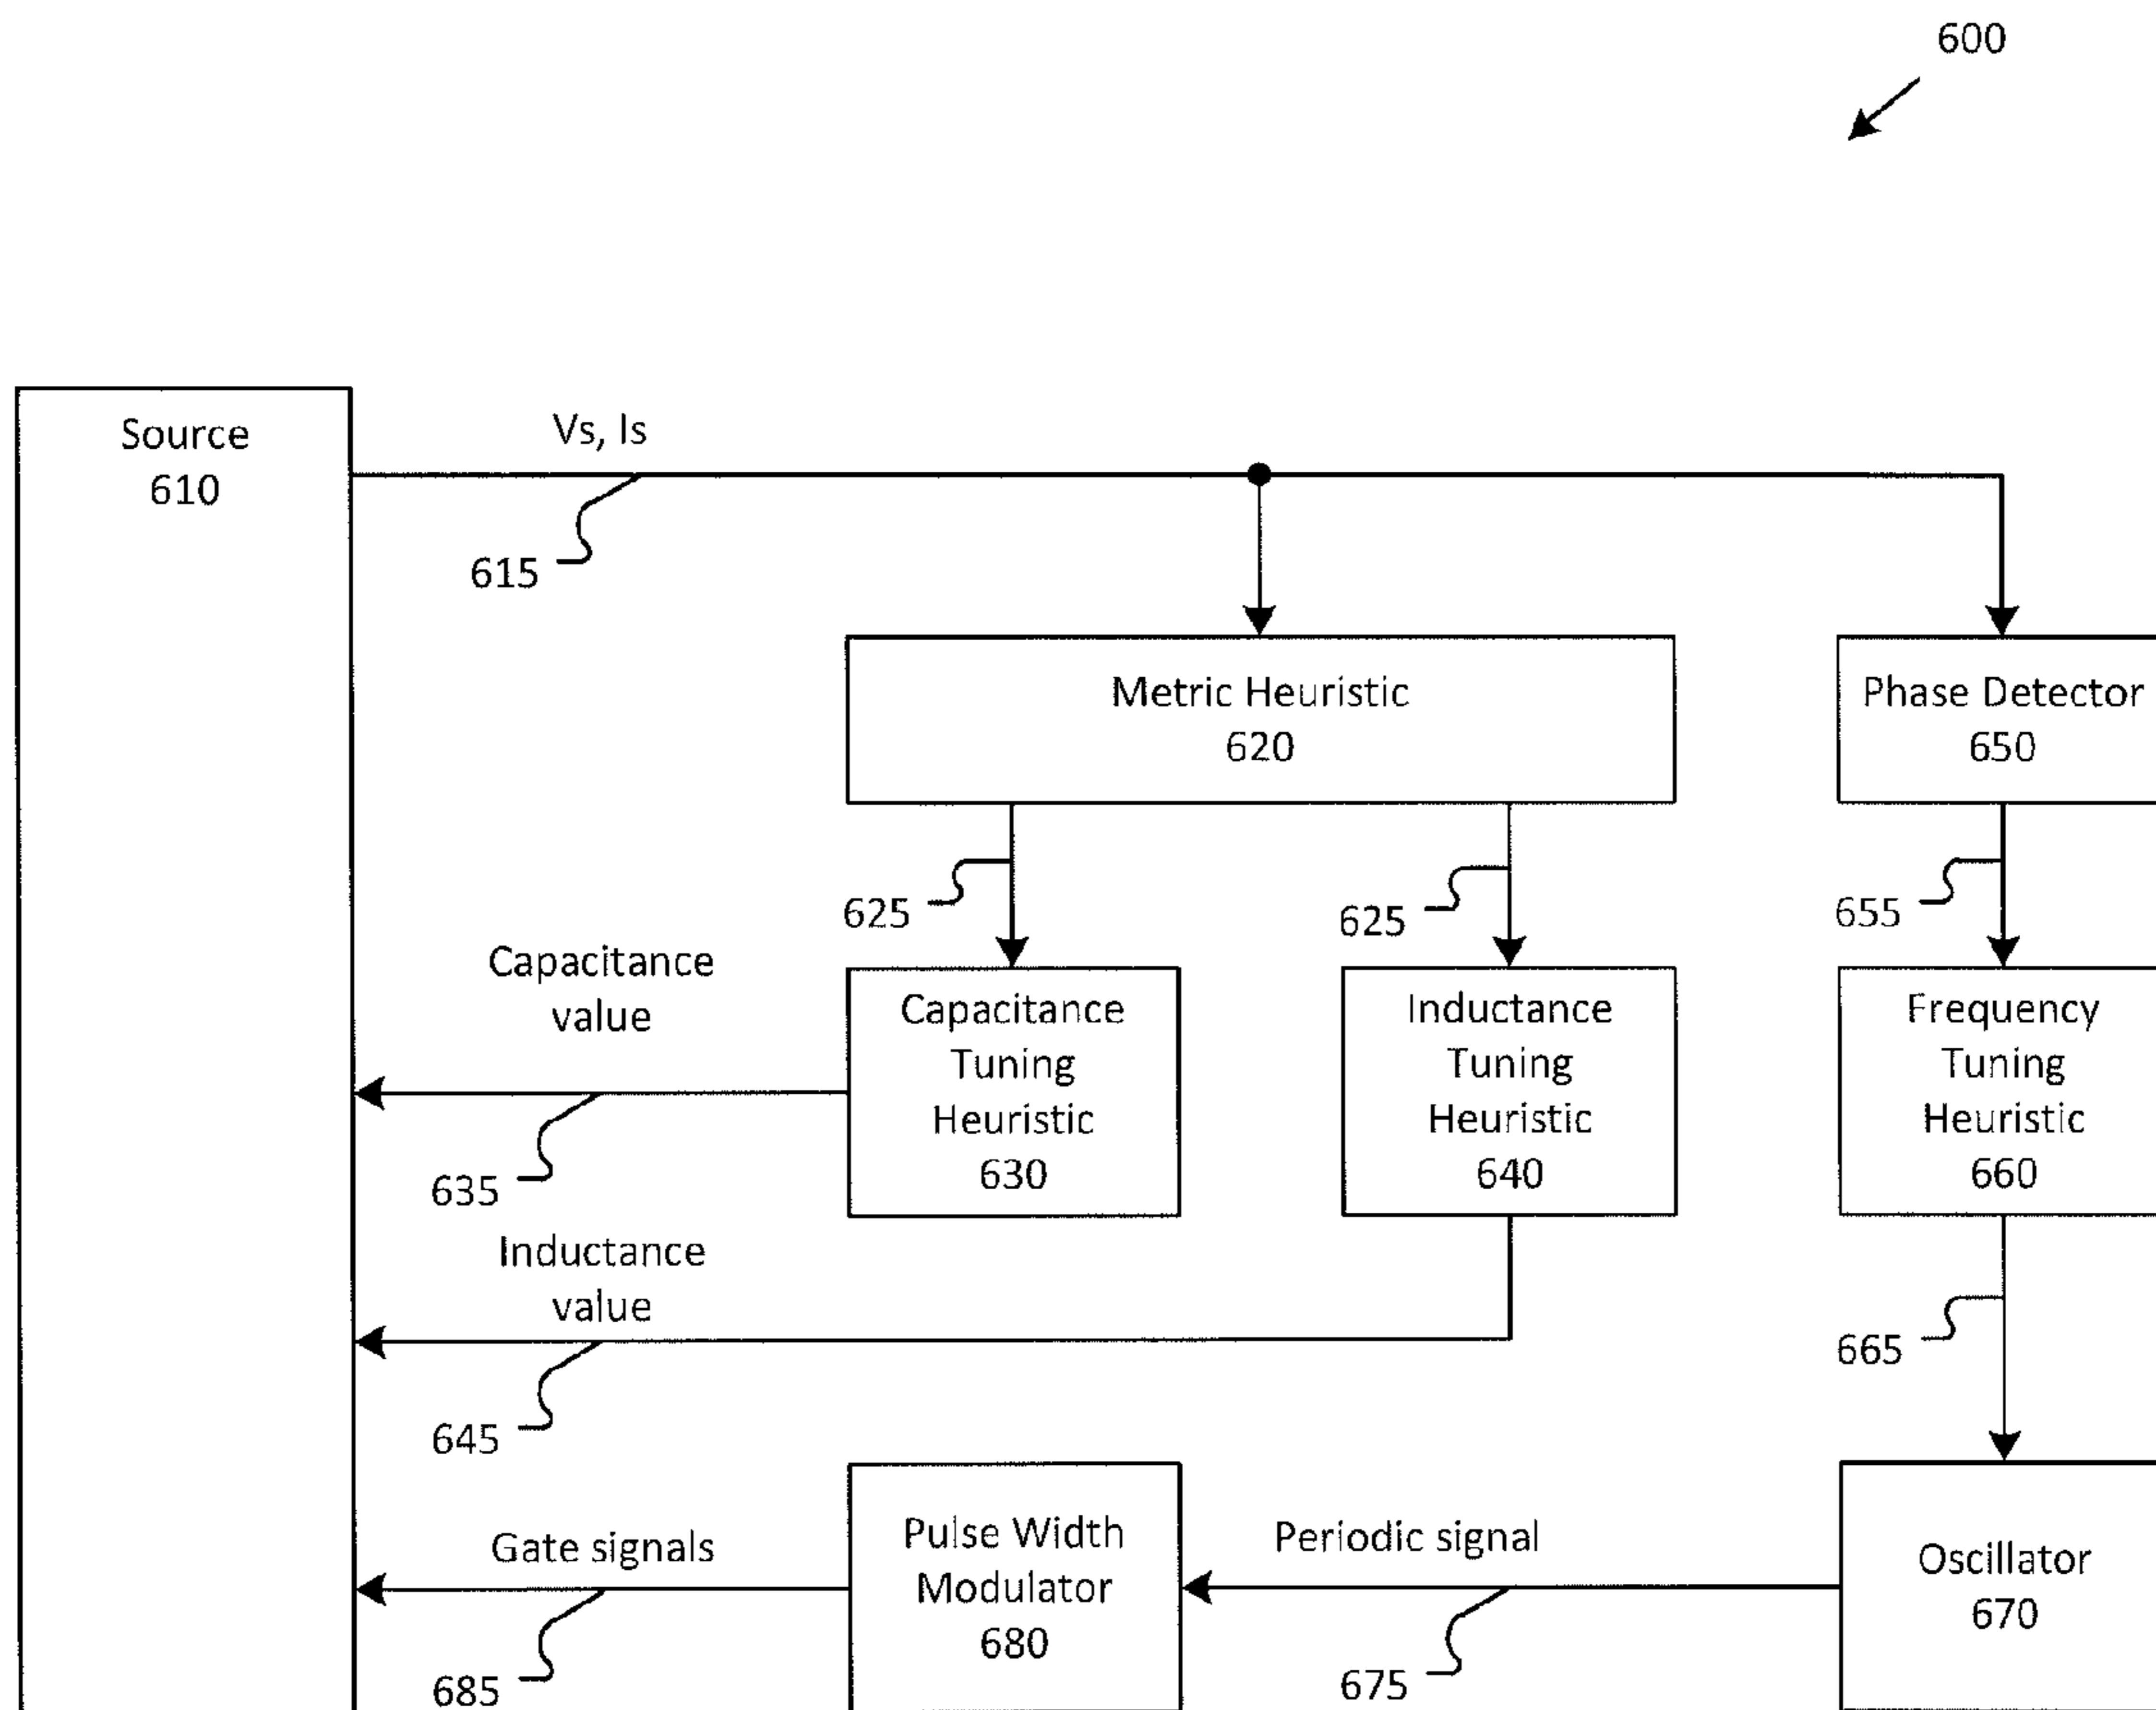 600
Source
610
Vs, Is
615
Metric Heuristic
620
Phase Detector
650
625
625
655
Capacitance
value
Capacitance
Tuning
Heuristic
630
Inductance
Tuning
Heuristic
640
Frequency
Tuning
Heuristic
660
635
Inductance
value
665
645
Gate signals
Pulse Width
Modulator
680
Periodic signal
Oscillator
670
685
675